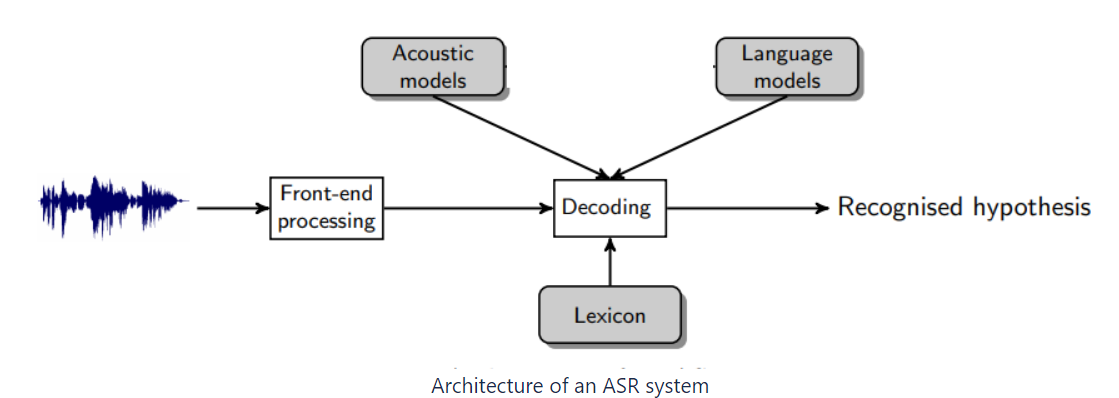 Acoustic
models
Language
models
Front-end
processing
Decoding
Recognised hypothesis
Lexicon
Architecture of an ASR system